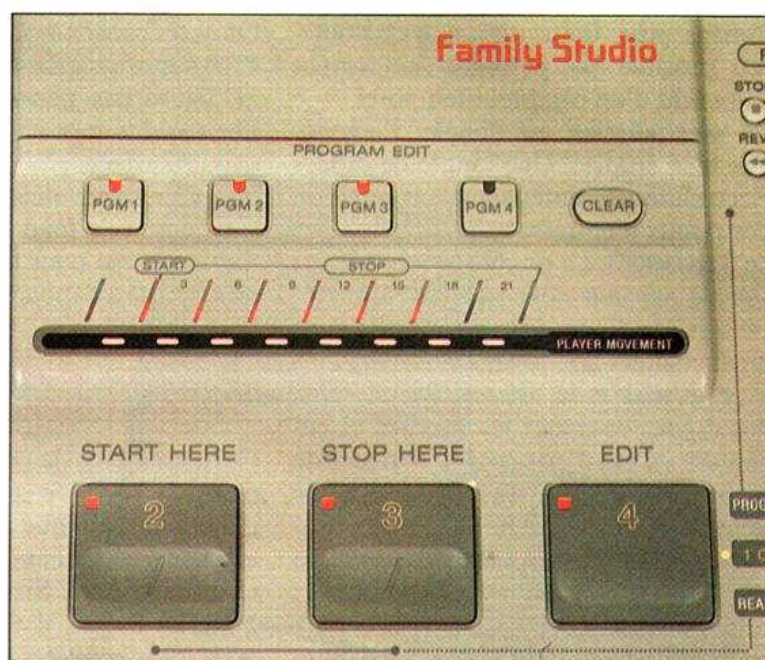 Family Studio
PROGRAM EDIT
PGM 1 PGM 2 PGM 3 PGM 4 CLEAR
START STOP
3 6 9 12 15 18 21
PLAYER MOVEMENT
START HERE STOP HERE EDIT
2 3 4